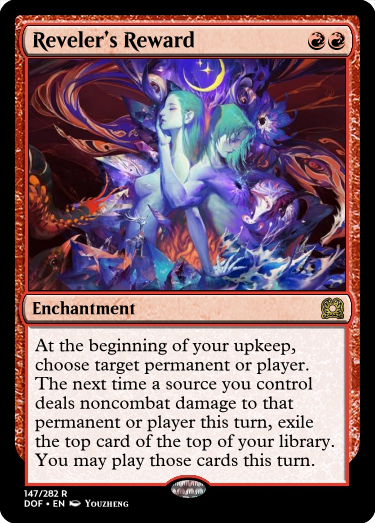 Reveler's Reward
Enchantment
At the beginning of your upkeep,
choose target permanent or player.
The next time a source you control
deals noncombat damage to that
permanent or player this turn, exile
the top card of the top of your library.
You may play those cards this turn.
147/282 R
DOF • EN Youzheng